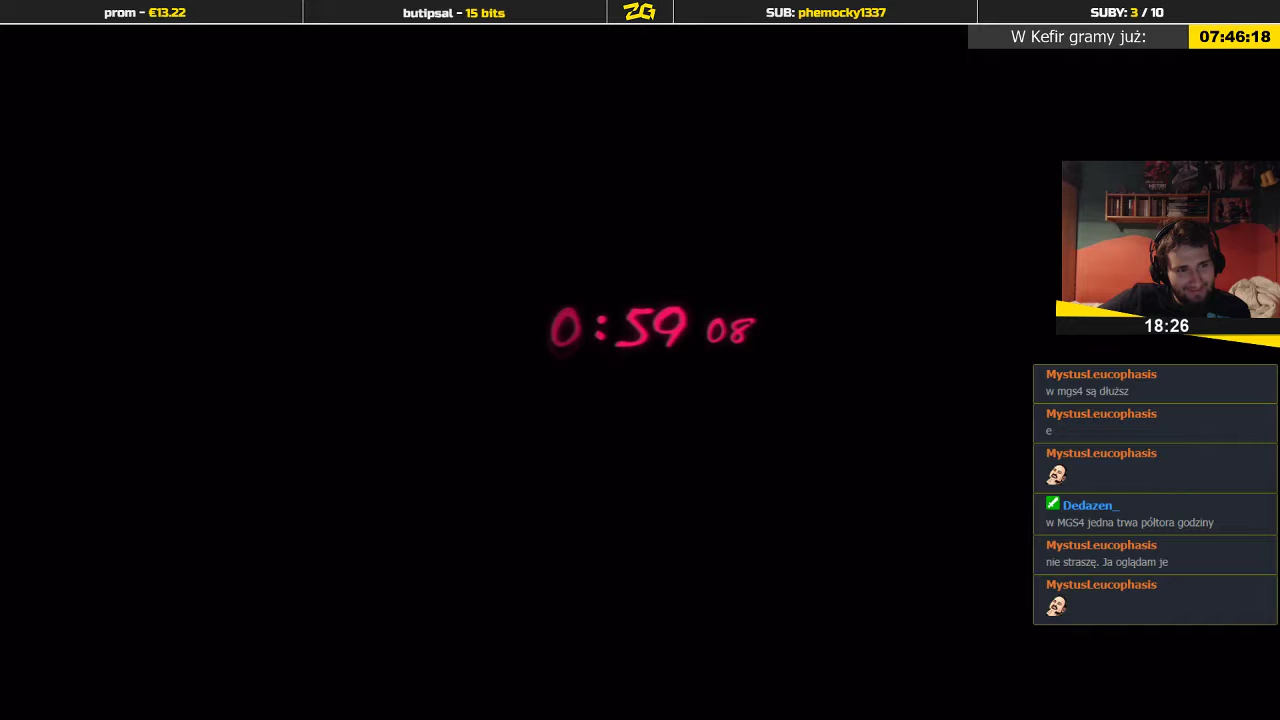 prom - €13.22
butipsal - 15 bits
ZG
SUB: phemocky1337
SUBY: 3 / 10
W Kefir gramy już:
07:46:18
0:59 08
18:26
MystusLeucophasis
w mgs4 są dłuższ
MystusLeucophasis
e
MystusLeucophasis
Dedazen_
w MGS4 jedna trwa półtora godziny
MystusLeucophasis
nie straszę. Ja oglądam je
MystusLeucophasis